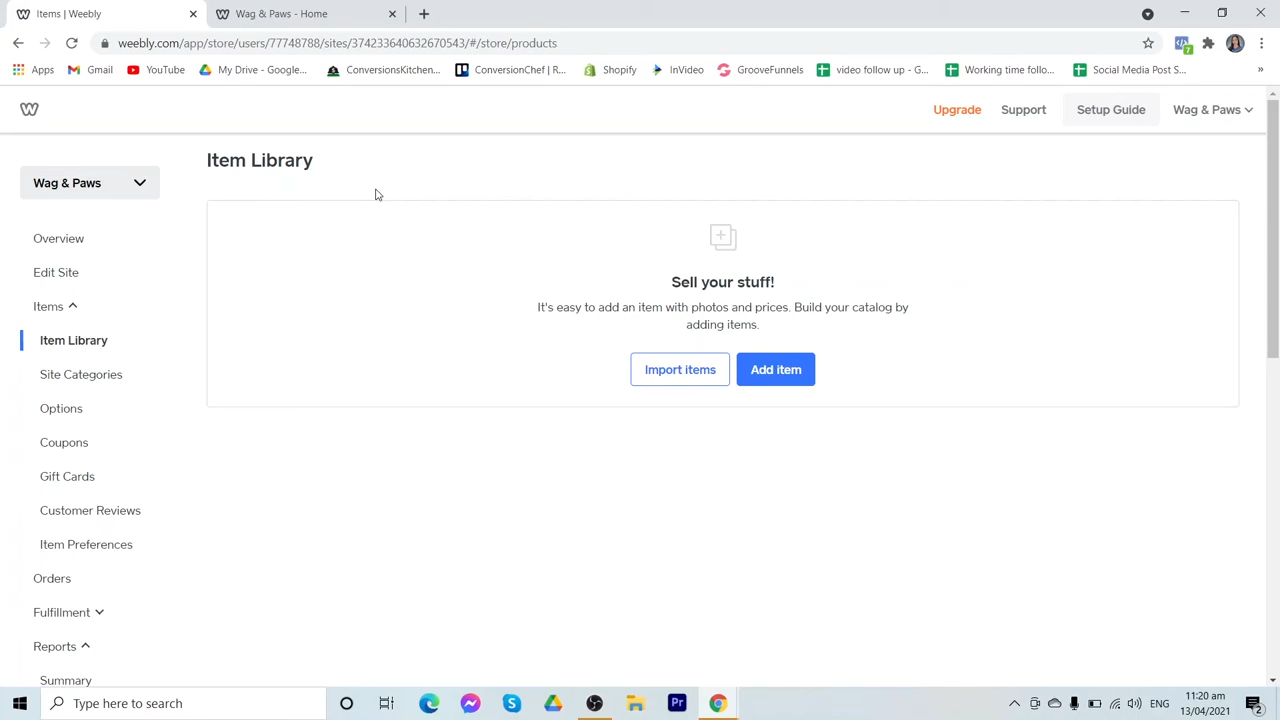 Items | Weebly
Wag & Paws - Home
weebly.com/app/store/users/77748788/sites/374233640632670543/#/store/products
7
Apps
Gmail
YouTube
My Drive - Google...
ConversionsKitchen...
ConversionChef | R...
Shopify
InVideo
GrooveFunnels
video follow up - G...
Working time follo...
Social Media Post S...
»
Upgrade
Support
Setup Guide
Wag & Paws
Wag & Paws
Overview
Edit Site
Items
Item Library
Site Categories
Options
Coupons
Gift Cards
Customer Reviews
Item Preferences
Orders
Fulfillment
Reports
Summary
Item Library
Sell your stuff!
It's easy to add an item with photos and prices. Build your catalog by
adding items.
Import items
Add item
Type here to search
Pr
ENG
11:20 am
13/04/2021
2